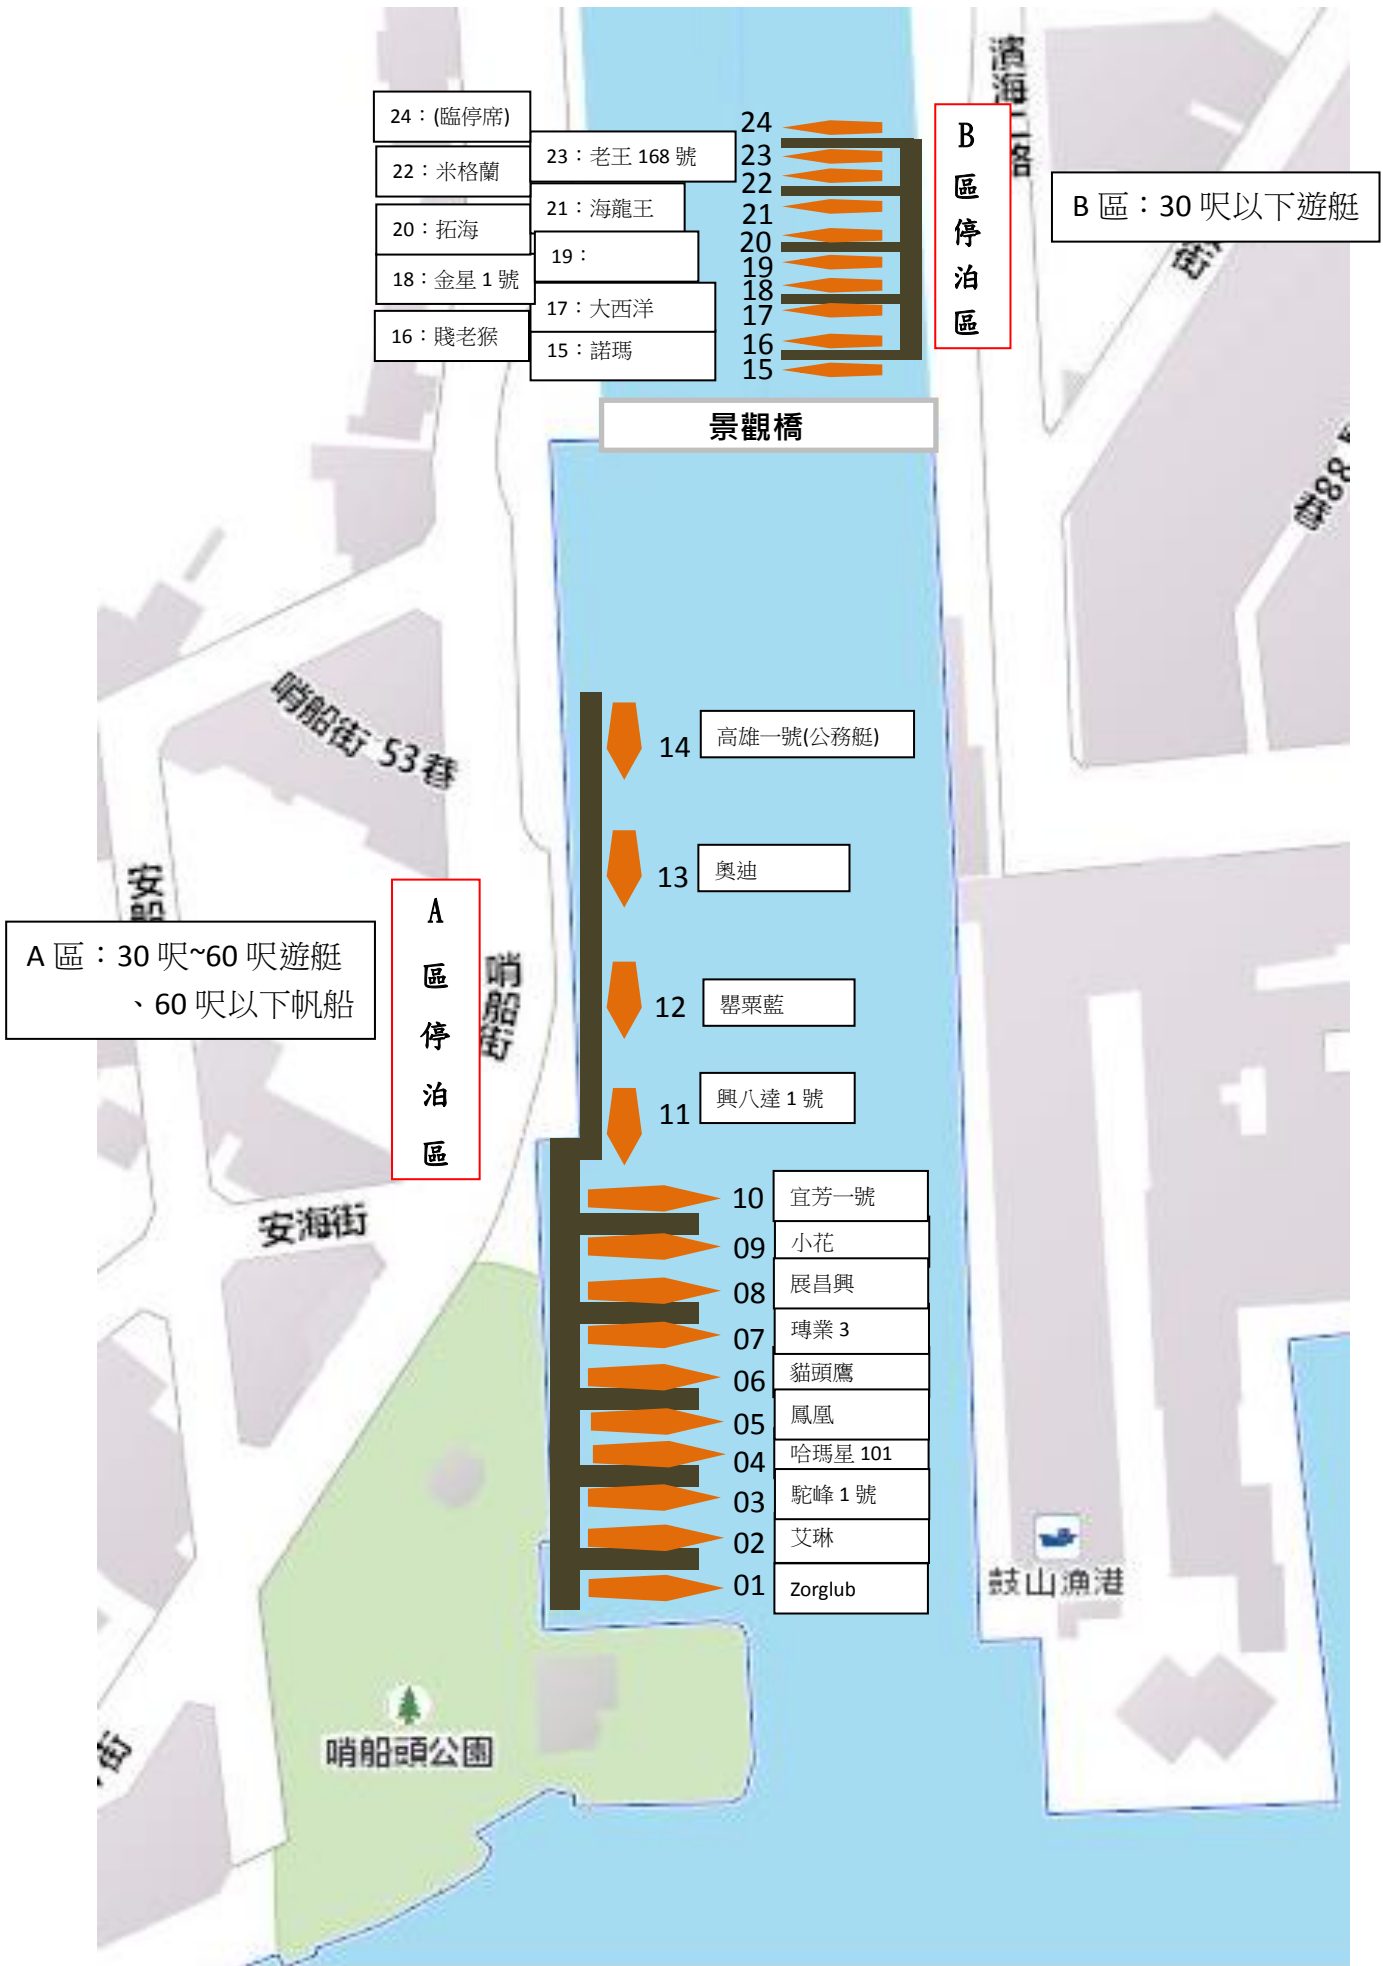 24：(臨停席)
23：老王 168 號
22：米格蘭
21：海龍王
20：拓海
19：
18：金星 1 號
17：大西洋
16：賤老猴
15：諾瑪
24
23
22
21
20
19
18
17
16
15
B
區
停
泊
區
B 區：30 呎以下遊艇
景觀橋
街
88
巷
哨船街 53 巷
14
高雄一號(公務艇)
13
奧迪
12
罌粟藍
11
興八達 1 號
A
區
停
泊
區
A 區：30 呎~60 呎遊艇
、60 呎以下帆船
哨船街
安海街
10
宜芳一號
09
小花
08
展昌興
07
瑼業 3
06
貓頭鷹
05
鳳凰
04
哈瑪星 101
03
駝峰 1 號
02
艾琳
01
Zorglub
鼓山漁港
哨船頭公園
街